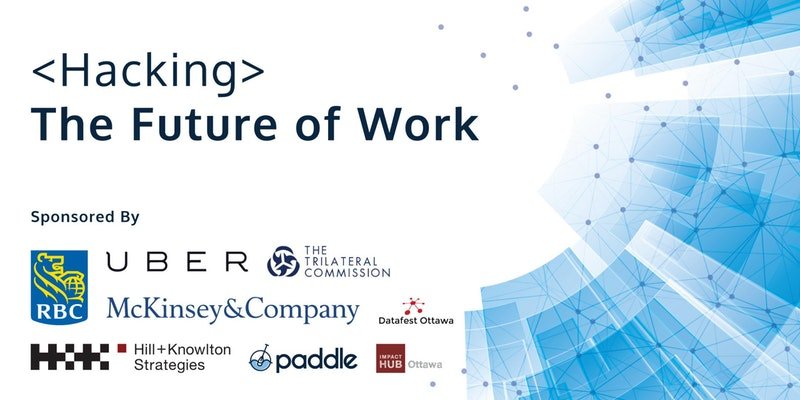 <Hacking>
The Future of Work
Sponsored By
RBC
UBER
THE
TRILATERAL
COMMISSION
McKinsey&Company
Datafest Ottawa
Hill+Knowlton
Strategies
paddle
IMPACT
HUB
Ottawa